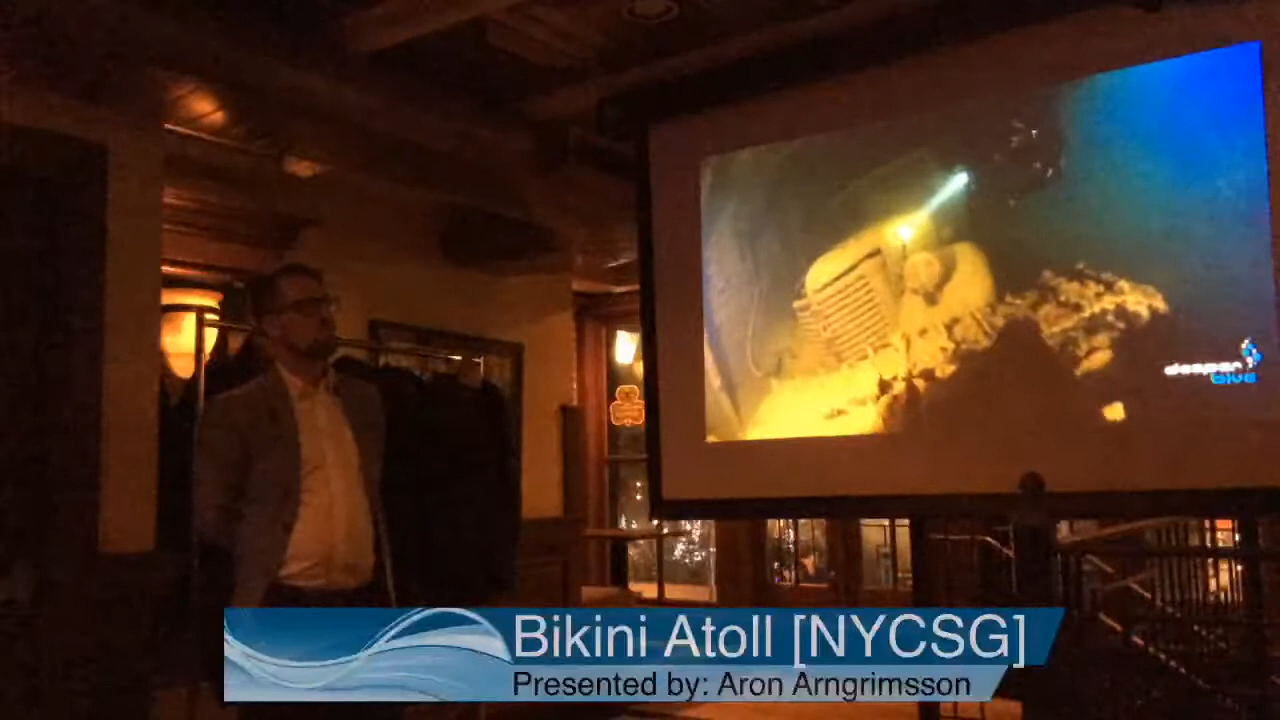 deeper
BLUE
Bikini Atoll [NYCSG]
Presented by: Aron Arngrimsson